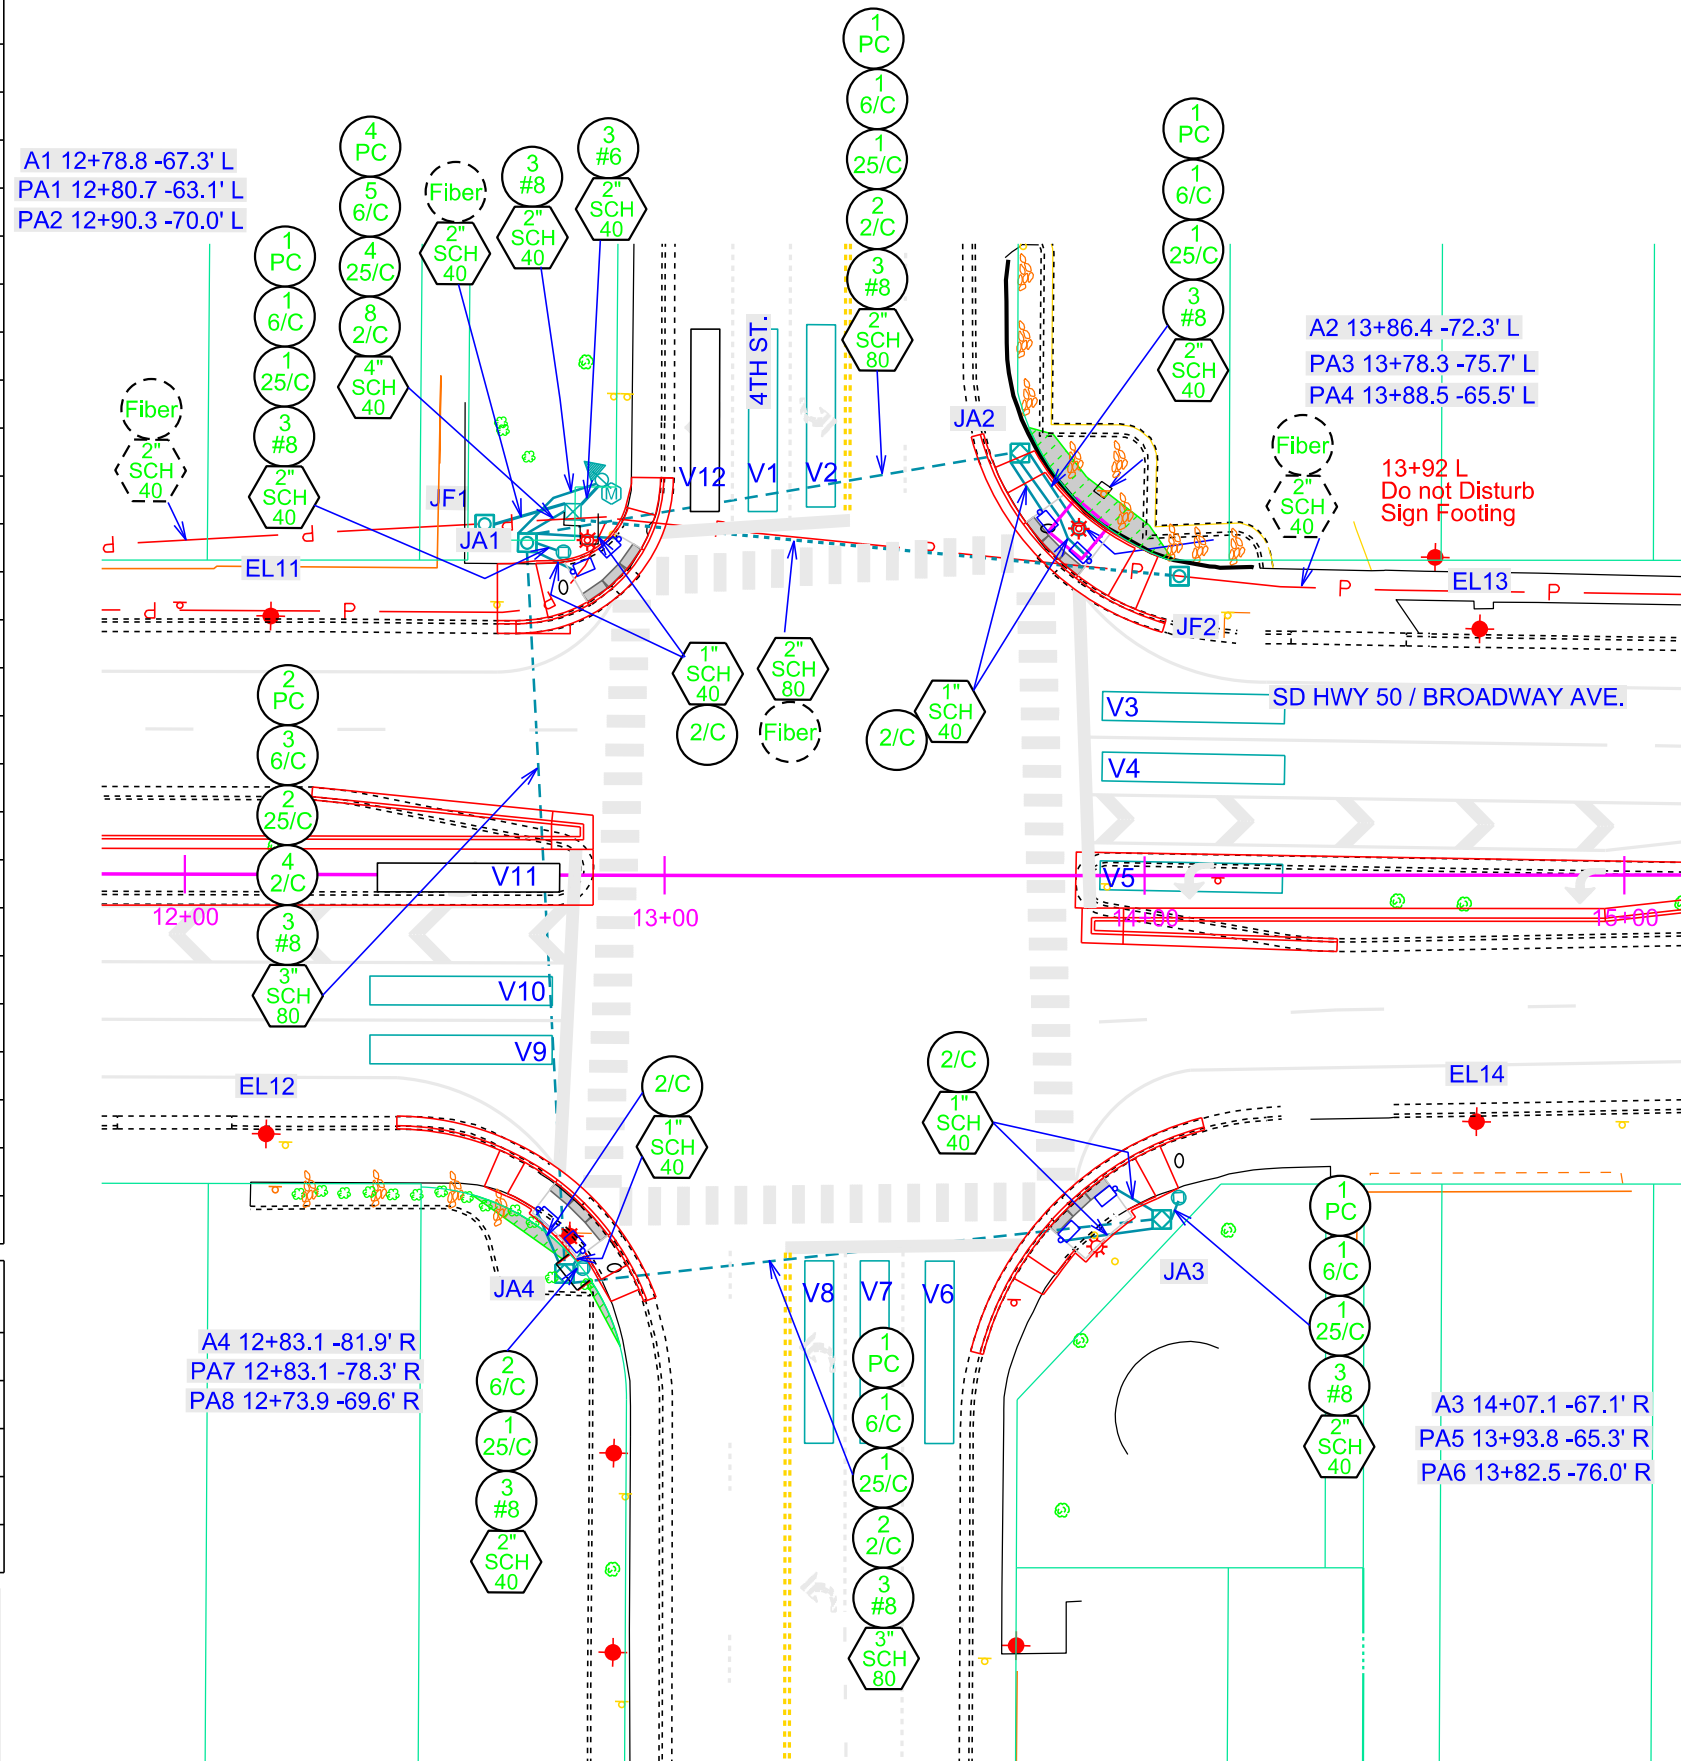 1
PC
1
6/C
1
25/C
2
2/C
3
#8
2"
SCH
80
A1 12+78.8 -67.3' L
PA1 12+80.7 -63.1' L
PA2 12+90.3 -70.0' L
1
PC
1
6/C
1
25/C
3
#8
2"
SCH
40
4
PC
5
6/C
4
25/C
8
2/C
4"
SCH
40
Fiber
2"
SCH
40
3
#8
2"
SCH
40
3
#6
2"
SCH
40
1
PC
1
6/C
1
25/C
3
#8
2"
SCH
40
A2 13+86.4 -72.3' L
PA3 13+78.3 -75.7' L
PA4 13+88.5 -65.5' L
Fiber
2"
SCH
40
Fiber
2"
SCH
40
13+92 L
Do not Disturb
Sign Footing
4TH ST.
JA2
V12
V1
V2
JF1
JA1
M
P
P
P
P
P
P
P
P
P
EL11
EL13
JF2
1"
SCH
40
2/C
2"
SCH
80
Fiber
1"
SCH
40
2/C
V3
SD HWY 50 / BROADWAY AVE.
V4
2
PC
3
6/C
2
25/C
4
2/C
3
#8
3"
SCH
80
V11
V5
12+00
13+00
14+00
15+00
V10
V9
EL12
EL14
2/C
1"
SCH
40
2/C
1"
SCH
40
JA4
V8
V7
V6
JA3
1
PC
1
6/C
1
25/C
3
#8
2"
SCH
40
A4 12+83.1 -81.9' R
PA7 12+83.1 -78.3' R
PA8 12+73.9 -69.6' R
2
6/C
1
25/C
3
#8
2"
SCH
40
1
PC
1
6/C
1
25/C
2
2/C
3
#8
3"
SCH
80
A3 14+07.1 -67.1' R
PA5 13+93.8 -65.3' R
PA6 13+82.5 -76.0' R